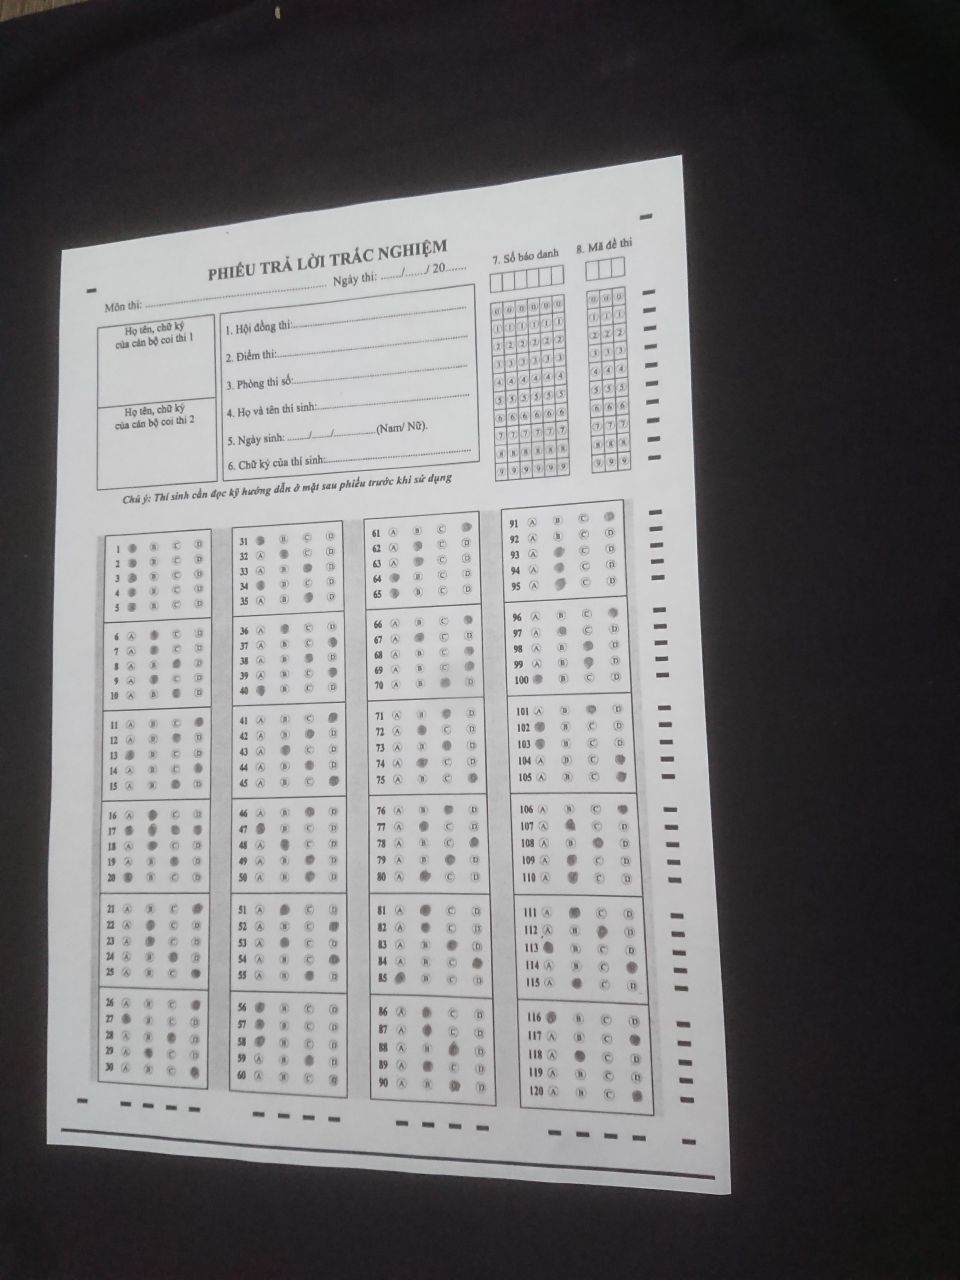 PHIẾU TRẢ LỜI TRẮC NGHIỆM
Môn thi: ........................ Ngày thi: ....../....../ 20......
7. Số báo danh
8. Mã đề thi
Họ tên, chữ ký
của cán bộ coi thi 1
Họ tên, chữ ký
của cán bộ coi thi 2
1. Hội đồng thi:........................
2. Điểm thi:........................
3. Phòng thi số:........................
4. Họ và tên thí sinh:........................
5. Ngày sinh: ....../....../............(Nam/ Nữ).
6. Chữ ký của thí sinh:........................
0 0 0 0 0 0 0 0 0
1 1 1 1 1 1 1 1 1
2 2 2 2 2 2 2 2 2
3 3 3 3 3 3 3 3 3
4 4 4 4 4 4 4 4 4
5 5 5 5 5 5 5 5 5
6 6 6 6 6 6 6 6 6
7 7 7 7 7 7 7 7 7
8 8 8 8 8 8 8 8 8
9 9 9 9 9 9 9 9 9
Chú ý: Thí sinh cần đọc kỹ hướng dẫn ở mặt sau phiếu trước khi sử dụng
1 B C D
2 B C D
3 B C D
4 B C D
5 B C D
6 A C D
7 A C D
8 A B D
9 A C D
10 A B D
11 A B C
12 A B D
13 B C D
14 A B C
15 A B D
16 A C D
17
18 A C D
19 A B D
20 B C D
21 A B C
22 A C D
23 A C D
24 A B D
25 A B C
26 A B C
27 B C D
28 A B D
29 A C D
30 A B C
31 B C D
32 A C D
33 A B D
34 B C D
35 A B D
36 A C D
37 A B C
38 A B D
39 A B C
40 B C D
41 A B C
42 A B D
43 A C D
44 A B D
45 A B C
46 A B D
47 B C D
48 A C D
49 A B D
50 A B D
51 A C D
52 A B C
53 A C D
54 A B C
55 A B D
56 B C D
57 B C D
58 B C D
59 A B D
60 A B C D
61 A B C
62 A C D
63 A C D
64 B C D
65 B C D
66 A B C
67 A C D
68 A B C
69 A B C
70 A B D
71 A B D
72 A C D
73 A B D
74 A C D
75 A B C
76 A B D
77 A C D
78 A B C
79 A B D
80 A C D
81 A C D
82 A C D
83 A B D
84 A B C
85 B C D
86 A C D
87 A C D
88 A B D
89 A C D
90 A B D
91 A B C
92 A B C D
93 A C D
94 A C D
95 A C D
96 A B C
97 A C D
98 A B D
99 A B D
100 B C D
101 A B D
102 B C D
103 B C D
104 A B C
105 A B C
106 A B C
107 A C D
108 A B D
109 A C D
110 A C D
111 A C D
112 A B D
113 B C D
114 A B C
115 A C D
116 B C D
117 A B C
118 A C D
119 A B C D
120 A B C